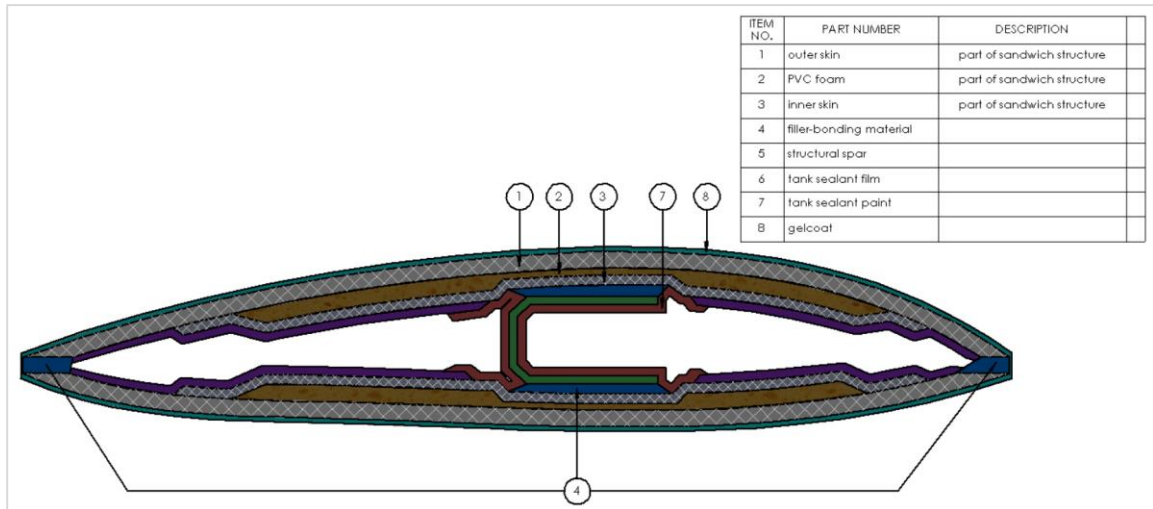 ITEM NO. PART NUMBER DESCRIPTION
1 outer skin part of sandwich structure
2 PVC foam part of sandwich structure
3 inner skin part of sandwich structure
4 filler-bonding material
5 structural spar
6 tank sealant film
7 tank sealant paint
8 gelcoat
1 2 3 7 8
4